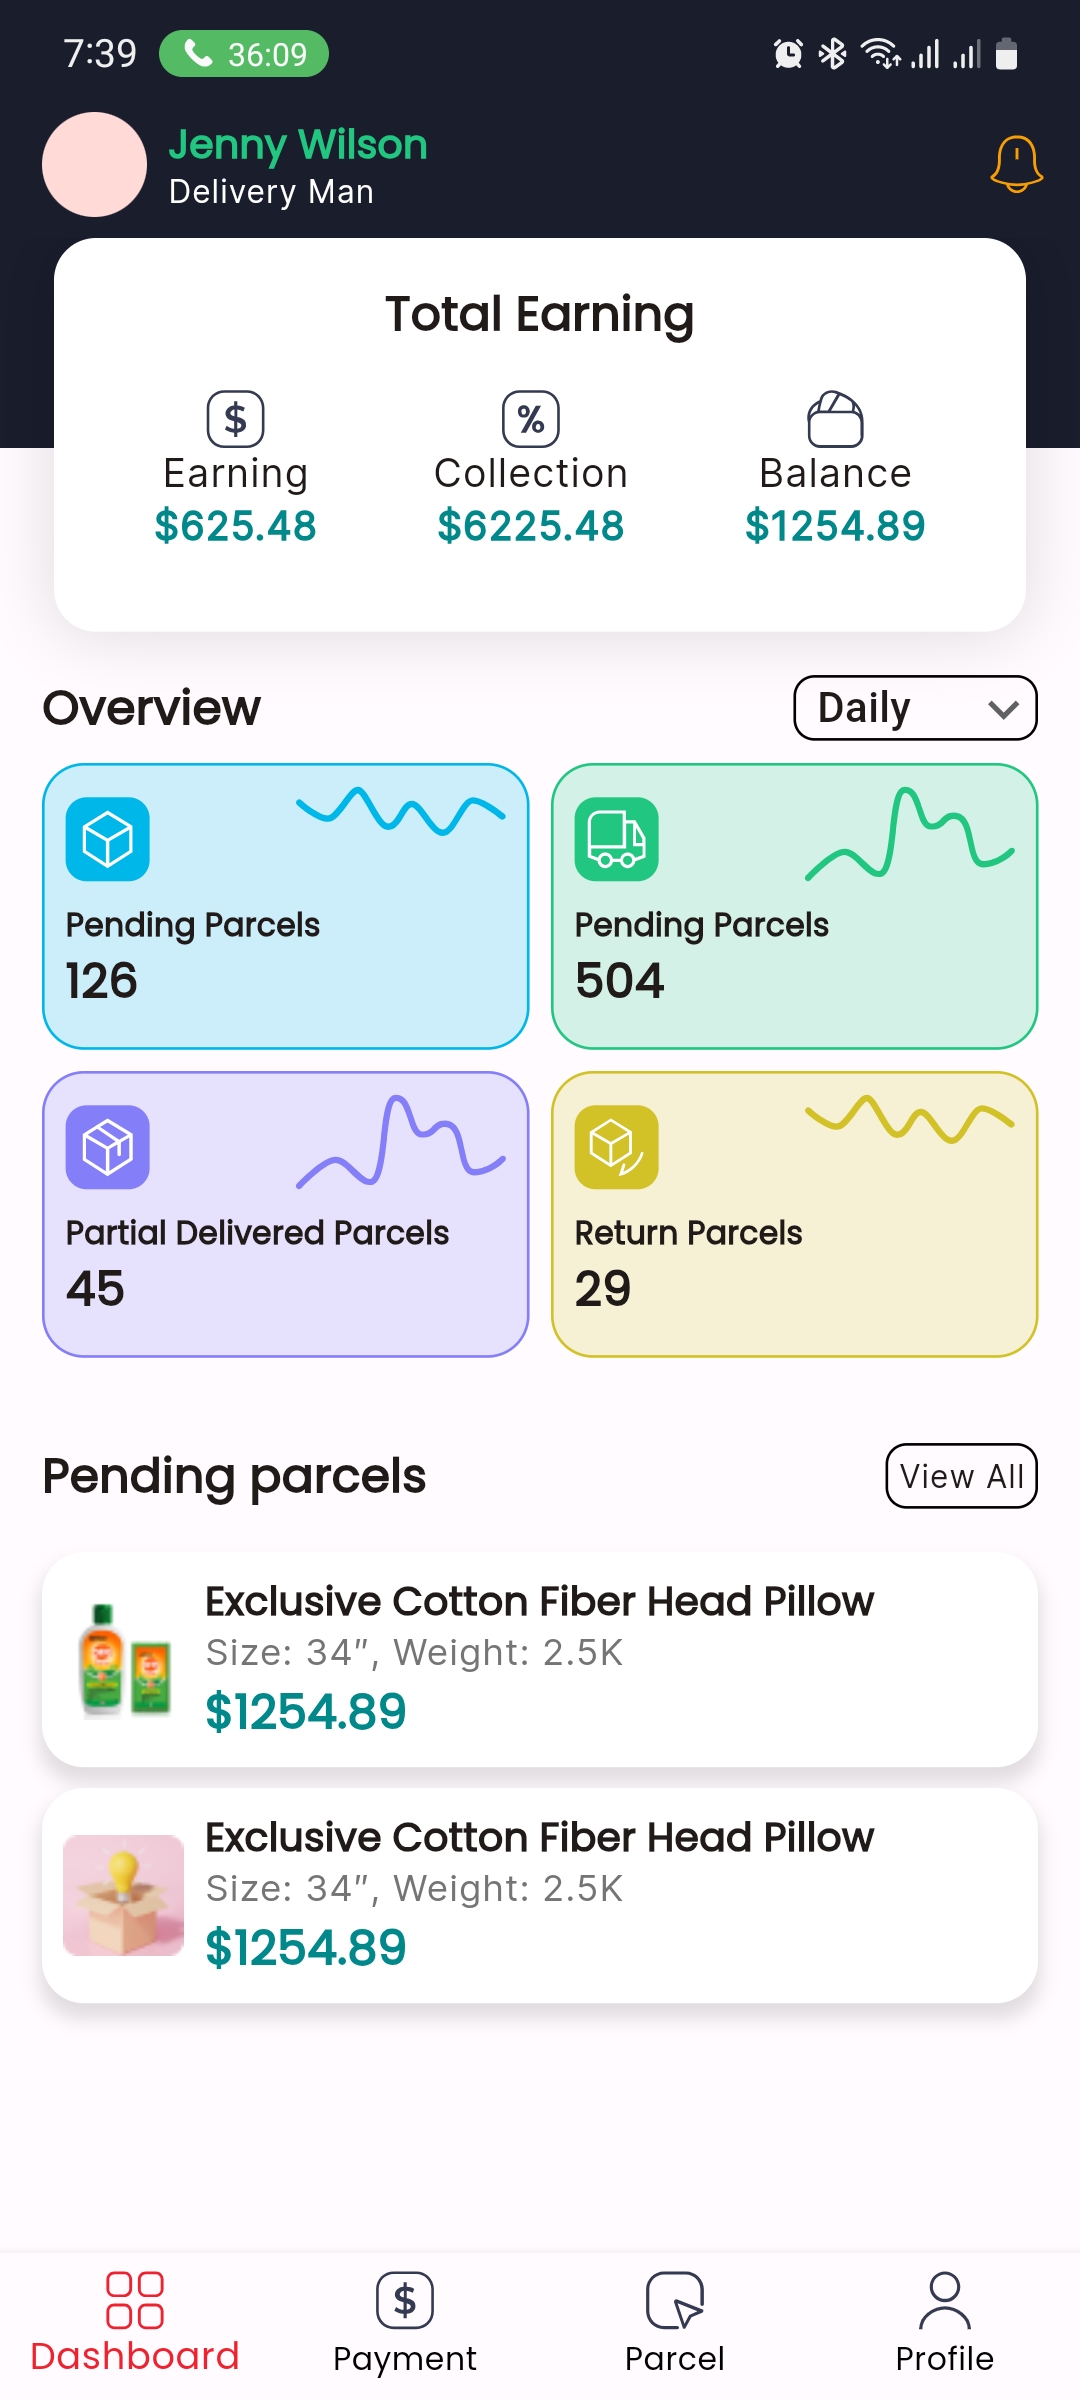 7:39 36:09
Jenny Wilson
Delivery Man
Total Earning
$ % 
Earning Collection Balance
$625.48 $6225.48 $1254.89
Overview Daily
Pending Parcels Pending Parcels
126 504
Partial Delivered Parcels Return Parcels
45 29
Pending parcels View All
Exclusive Cotton Fiber Head Pillow
Size: 34″, Weight: 2.5K
$1254.89
Exclusive Cotton Fiber Head Pillow
Size: 34″, Weight: 2.5K
$1254.89
$
Dashboard Payment Parcel Profile